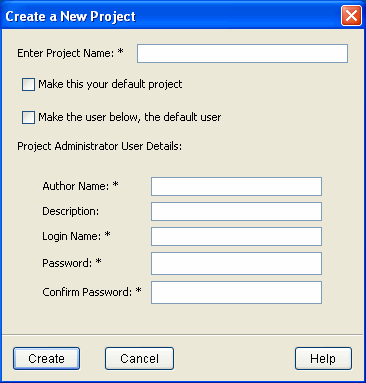 Create a New Project
Enter Project Name: *
Make this your default project
Make the user below, the default user
Project Administrator User Details:
Author Name: *
Description:
Login Name: *
Password: *
Confirm Password: *
Create Cancel Help